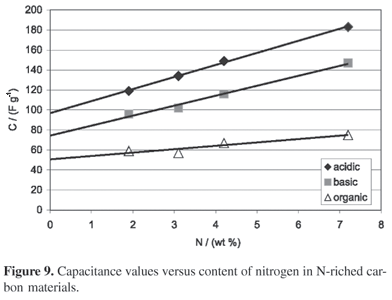 200
180
160
140
120
100
80
60
40
20
0
C / (F g⁻¹)
0 1 2 3 4 5 6 7 8
N / (wt %)
acidic
basic
organic
Figure 9. Capacitance values versus content of nitrogen in N-riched car-
bon materials.